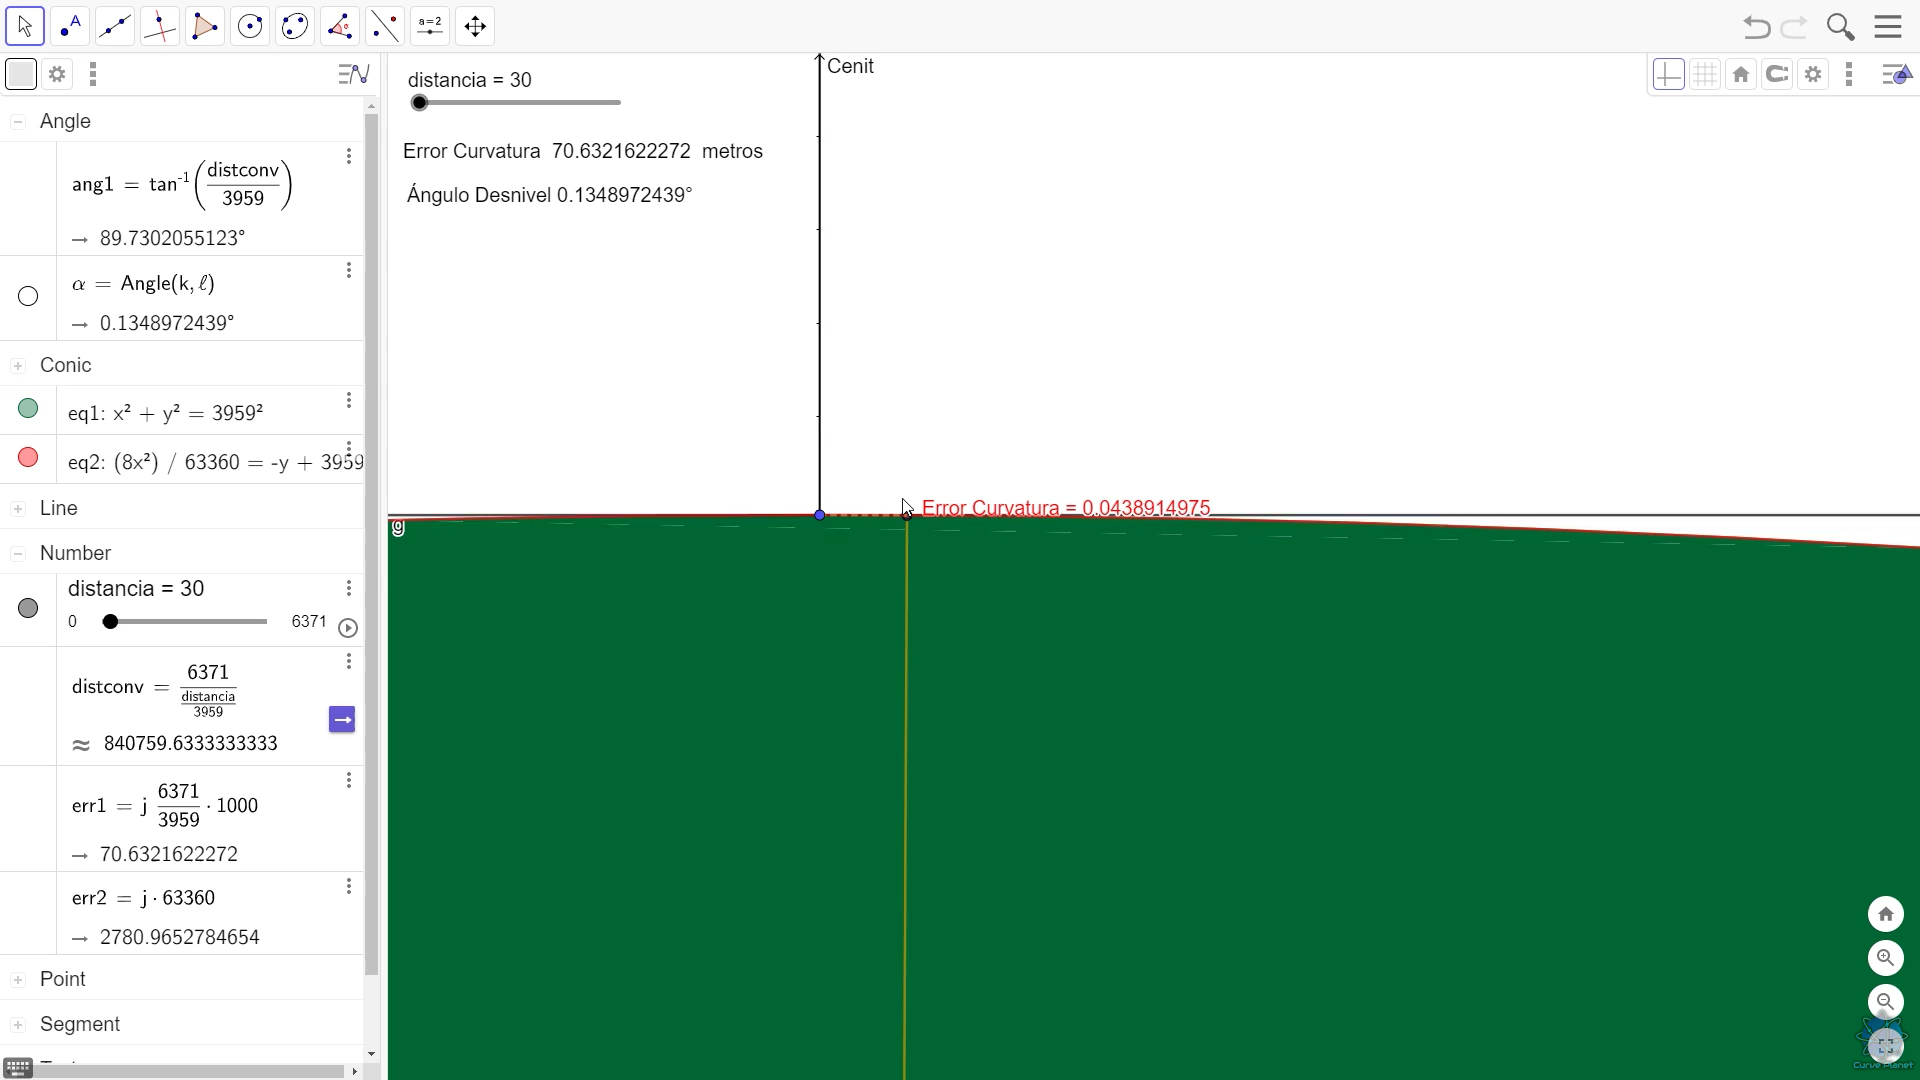 A
a=2
distancia = 30
Cenit
Error Curvatura 70.6321622272 metros
Ángulo Desnivel 0.1348972439°
Angle
ang1 = tan⁻¹(distconv / 3959)
→ 89.7302055123°
α = Angle(k, ℓ)
→ 0.1348972439°
Conic
eq1: x² + y² = 3959²
eq2: (8x²) / 63360 = -y + 3959
Line
Number
distancia = 30
0 6371
distconv = 6371 / (distancia / 3959)
≈ 840759.6333333333
err1 = j 6371 / 3959 · 1000
→ 70.6321622272
err2 = j · 63360
→ 2780.9652784654
Point
Segment
Error Curvatura = 0.0438914975
g
Curve Planet